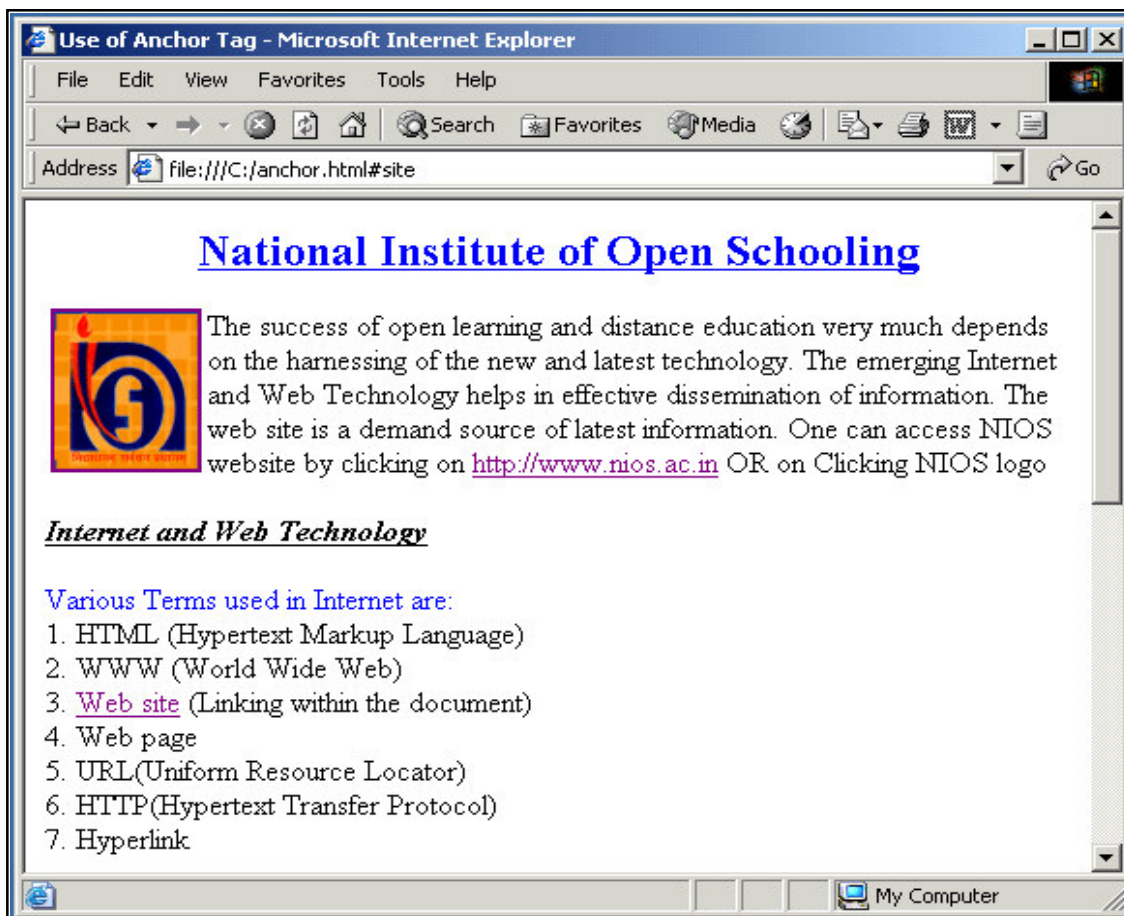 Use of Anchor Tag - Microsoft Internet Explorer
File Edit View Favorites Tools Help
Back Search Favorites Media
Address file:///C:/anchor.html#site Go
National Institute of Open Schooling
The success of open learning and distance education very much depends
on the harnessing of the new and latest technology. The emerging Internet
and Web Technology helps in effective dissemination of information. The
web site is a demand source of latest information. One can access NIOS
website by clicking on http://www.nios.ac.in OR on Clicking NIOS logo
Internet and Web Technology
Various Terms used in Internet are:
1. HTML (Hypertext Markup Language)
2. WWW (World Wide Web)
3. Web site (Linking within the document)
4. Web page
5. URL(Uniform Resource Locator)
6. HTTP(Hypertext Transfer Protocol)
7. Hyperlink
My Computer